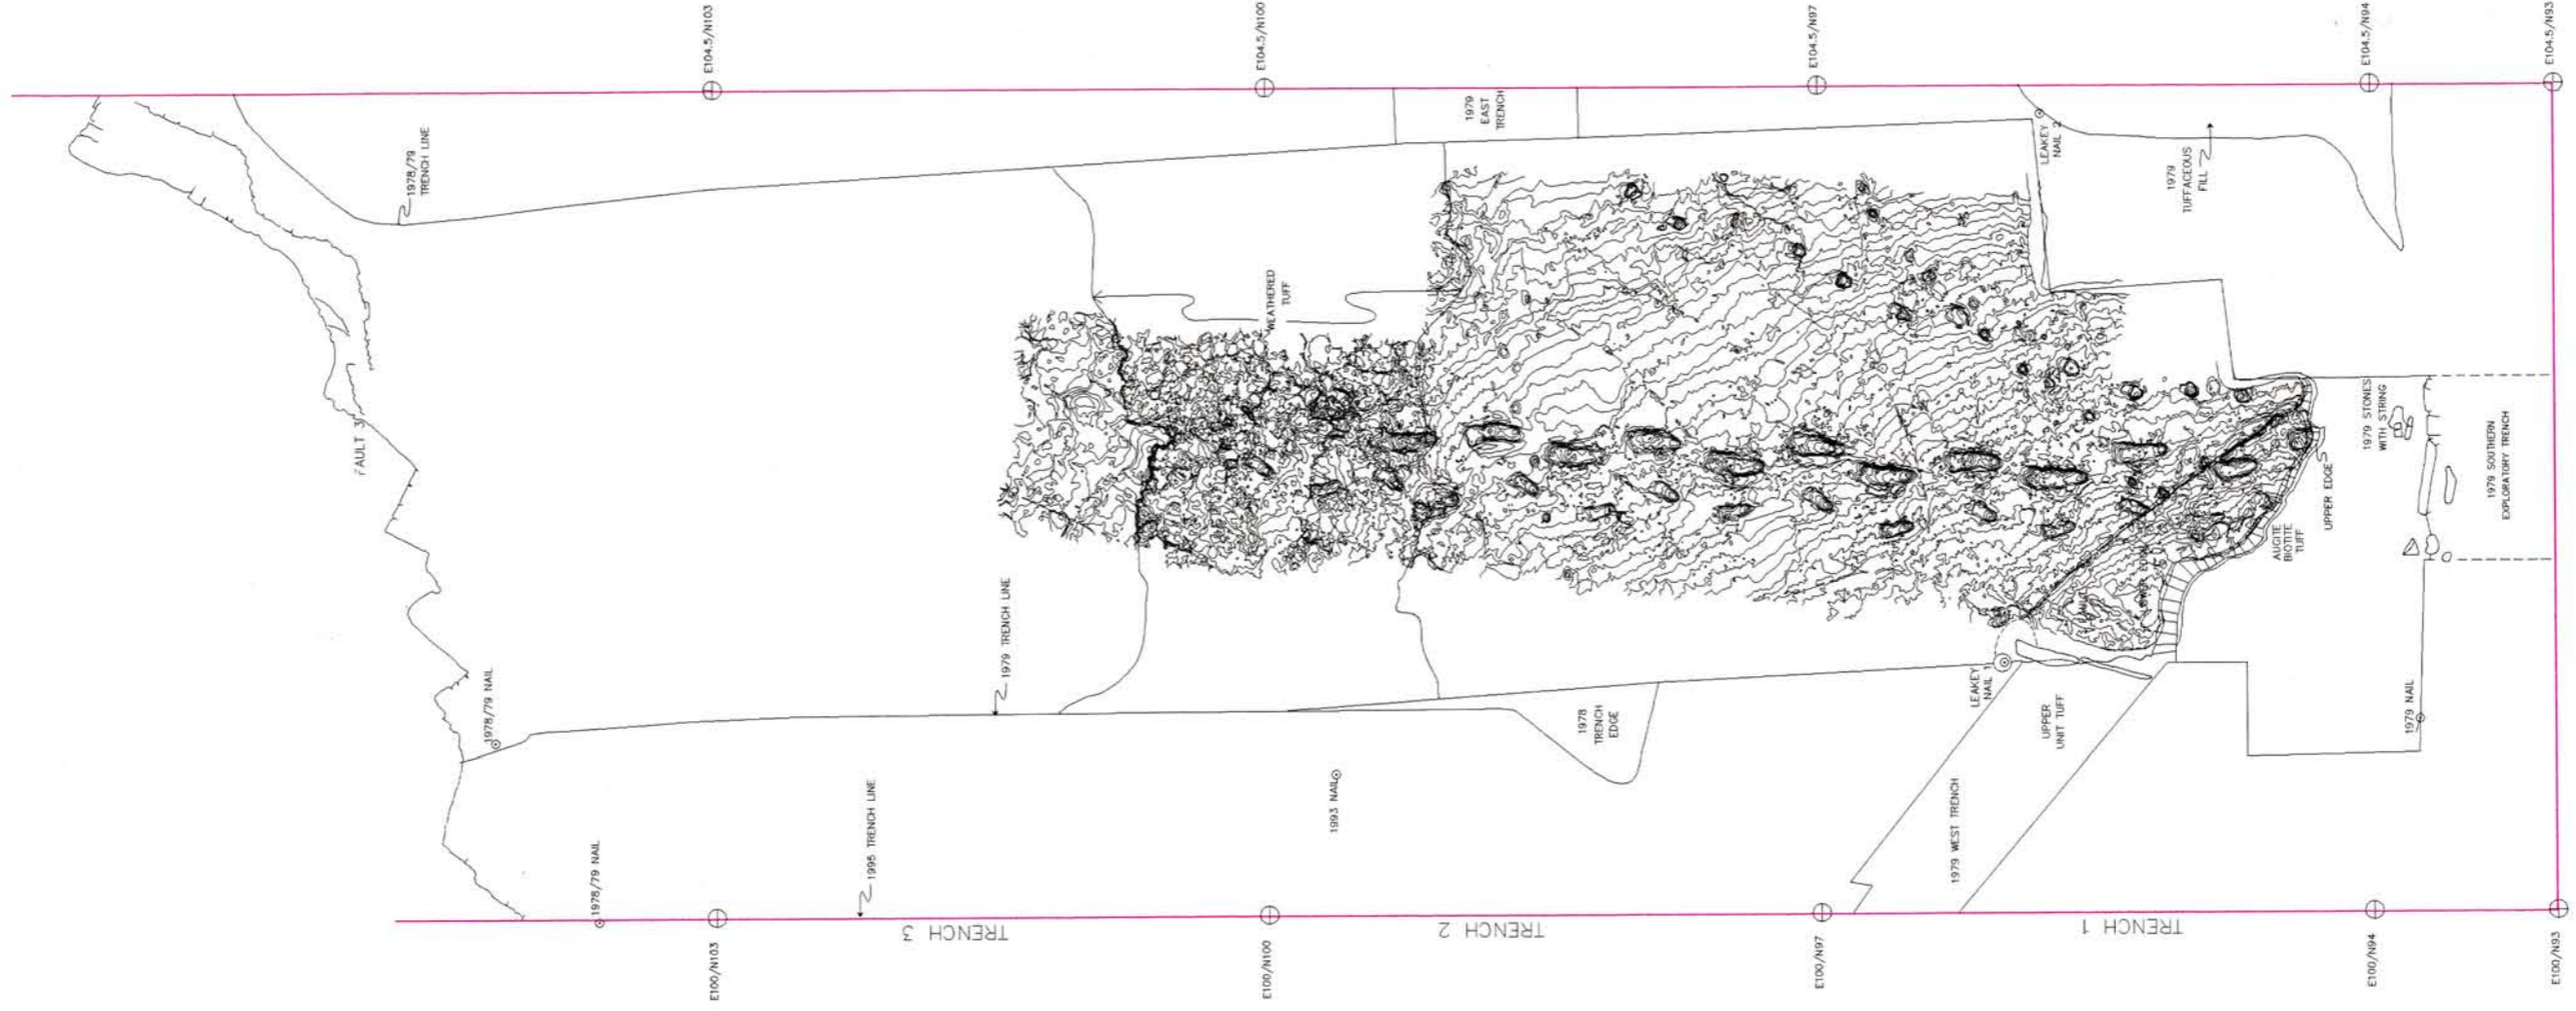 E104.5/N103
E104.5/N100
E104.5/N97
E104.5/N94
E104.5/N93
1978/79
TRENCH LINE
1979
EAST
TRENCH
LEAKEY
NAIL 2
1979
TUFFACEOUS
FILL
WEATHERED
TUFF
FAULT 3
1979 STONES
WITH STRING
1979 SOUTHERN
EXPLORATORY TRENCH
UPPER EDGE
AUGITE
BIOTITE
TUFF
1979 TRENCH LINE
1978/79 NAIL
LEAKEY
NAIL 1
1978
TRENCH
EDGE
UPPER
UNIT TUFF
1979 NAIL
1995 TRENCH LINE
1993 NAIL
1979 WEST TRENCH
1978/79 NAIL
TRENCH 3
TRENCH 2
TRENCH 1
E100/N103
E100/N100
E100/N97
E100/N94
E100/N93